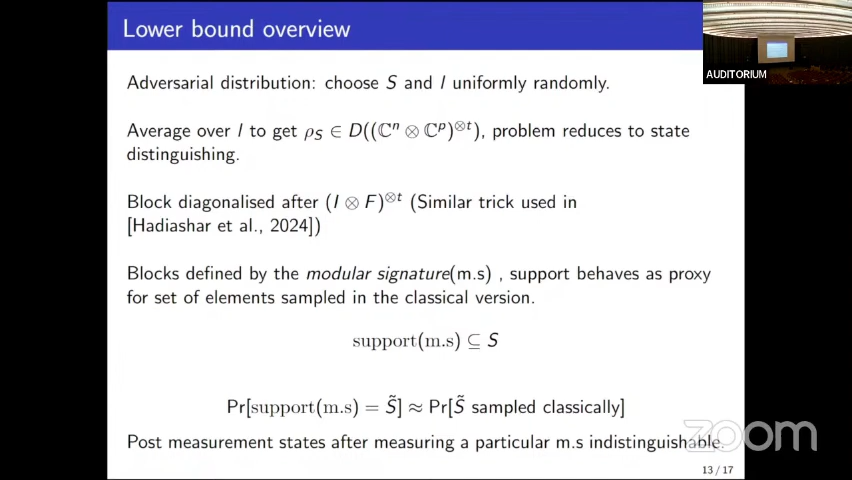 Lower bound overview
AUDITORIUM
Adversarial distribution: choose S and I uniformly randomly.
Average over I to get ρ_S ∈ D((ℂⁿ ⊗ ℂᵖ)^{⊗t}), problem reduces to state
distinguishing.
Block diagonalised after (I ⊗ F)^{⊗t} (Similar trick used in
[Hadiashar et al., 2024])
Blocks defined by the modular signature(m.s) , support behaves as proxy
for set of elements sampled in the classical version.
support(m.s) ⊆ S
Pr[support(m.s) = S̃] ≈ Pr[S̃ sampled classically]
Post measurement states after measuring a particular m.s indistinguishable.
zoom
13 / 17